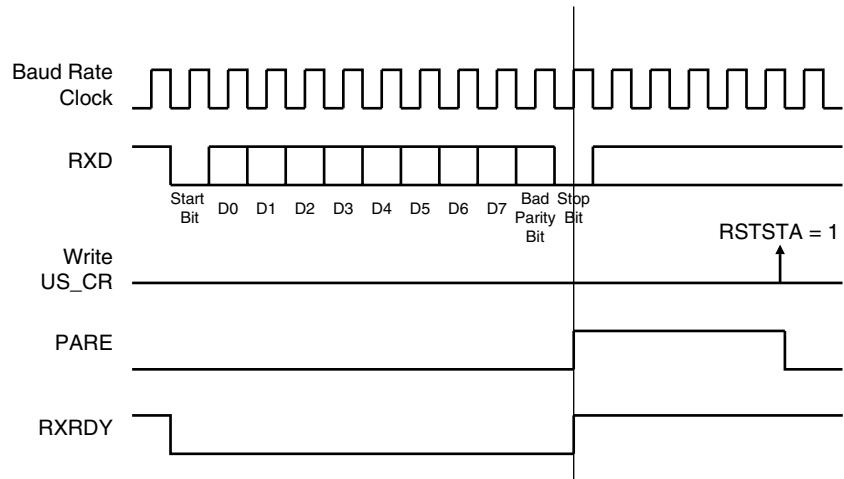 Baud Rate
Clock
RXD
Start
Bit
D0 D1 D2 D3 D4 D5 D6 D7
Bad
Parity
Bit
Stop
Bit
RSTSTA = 1
Write
US_CR
PARE
RXRDY